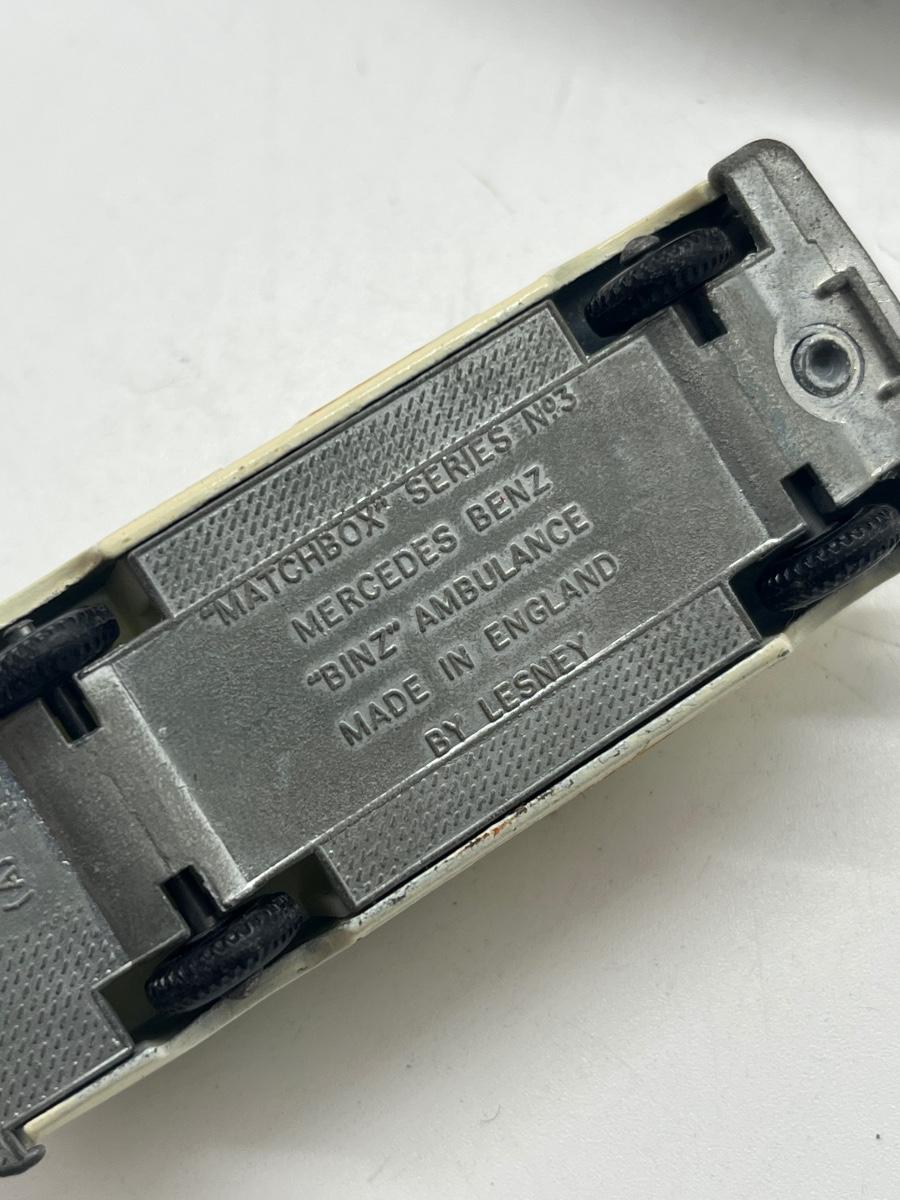 "MATCHBOX" SERIES Nº3
MERCEDES BENZ
"BINZ" AMBULANCE
MADE IN ENGLAND
BY LESNEY